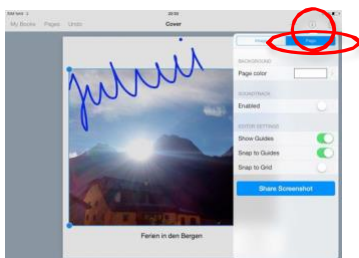 My Books Pages Undo
Cover
Page
BACKGROUND
Page color
SOUNDTRACK
Enabled
EDITOR SETTINGS
Show Guides
Snap to Guides
Snap to Grid
Share Screenshot
Ferien in den Bergen